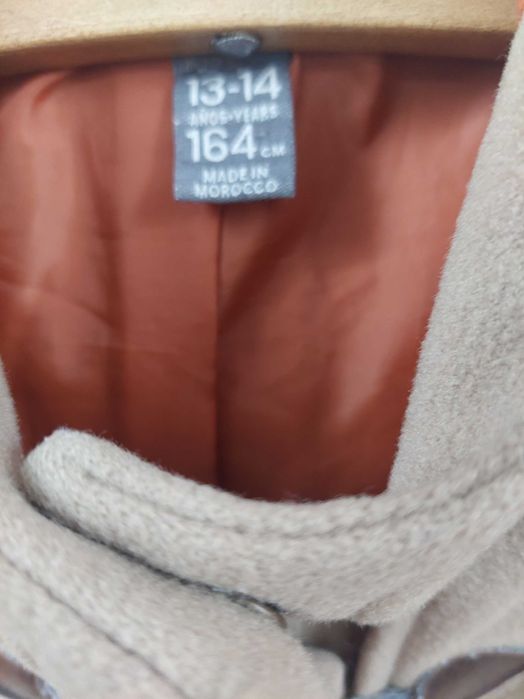 13-14
AÑOS-YEARS
164 CM
MADE IN
MOROCCO